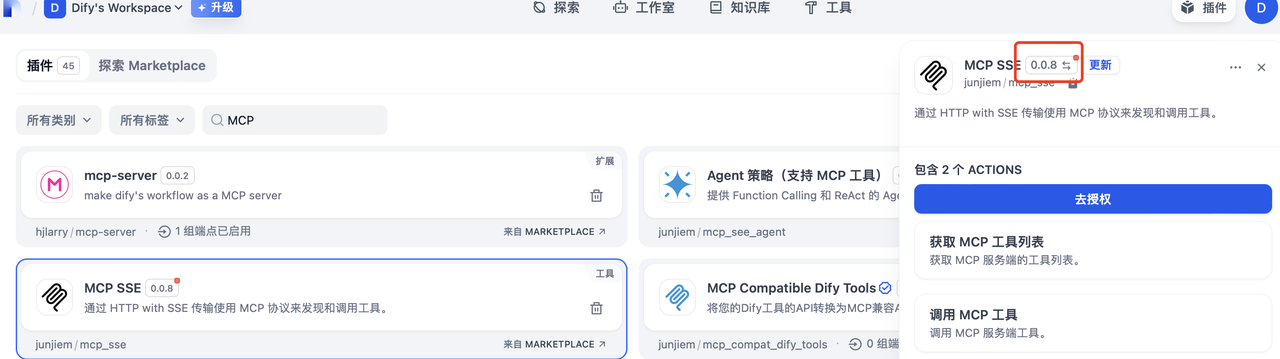 D Dify's Workspace 升级 探索 工作室 知识库 工具 插件 D
插件 45 探索 Marketplace
所有类别 所有标签 MCP
扩展
mcp-server 0.0.2
make dify's workflow as a MCP server
hjlarry / mcp-server · 1 组端点已启用 来自 MARKETPLACE
Agent 策略（支持 MCP 工具）
提供 Function Calling 和 ReAct 的
junjiem / mcp_see_agent
工具
MCP SSE 0.0.8
通过 HTTP with SSE 传输使用 MCP 协议来发现和调用工具。
junjiem / mcp_sse 来自 MARKETPLACE
MCP Compatible Dify Tools
将您的Dify工具的API转换为MCP兼容
junjiem / mcp_compat_dify_tools · 0 组端
MCP SSE 0.0.8 更新
junjiem / mcp_sse
通过 HTTP with SSE 传输使用 MCP 协议来发现和调用工具。
包含 2 个 ACTIONS
去授权
获取 MCP 工具列表
获取 MCP 服务端的工具列表。
调用 MCP 工具
调用 MCP 服务端工具。